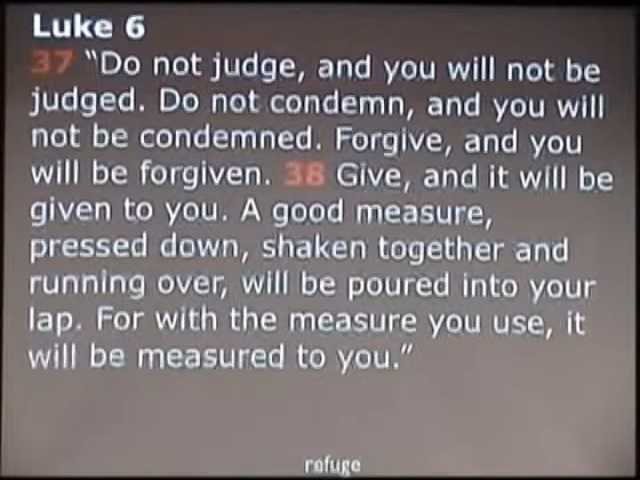 Luke 6
37 “Do not judge, and you will not be
judged. Do not condemn, and you will
not be condemned. Forgive, and you
will be forgiven. 38 Give, and it will be
given to you. A good measure,
pressed down, shaken together and
running over, will be poured into your
lap. For with the measure you use, it
will be measured to you.”
refuge